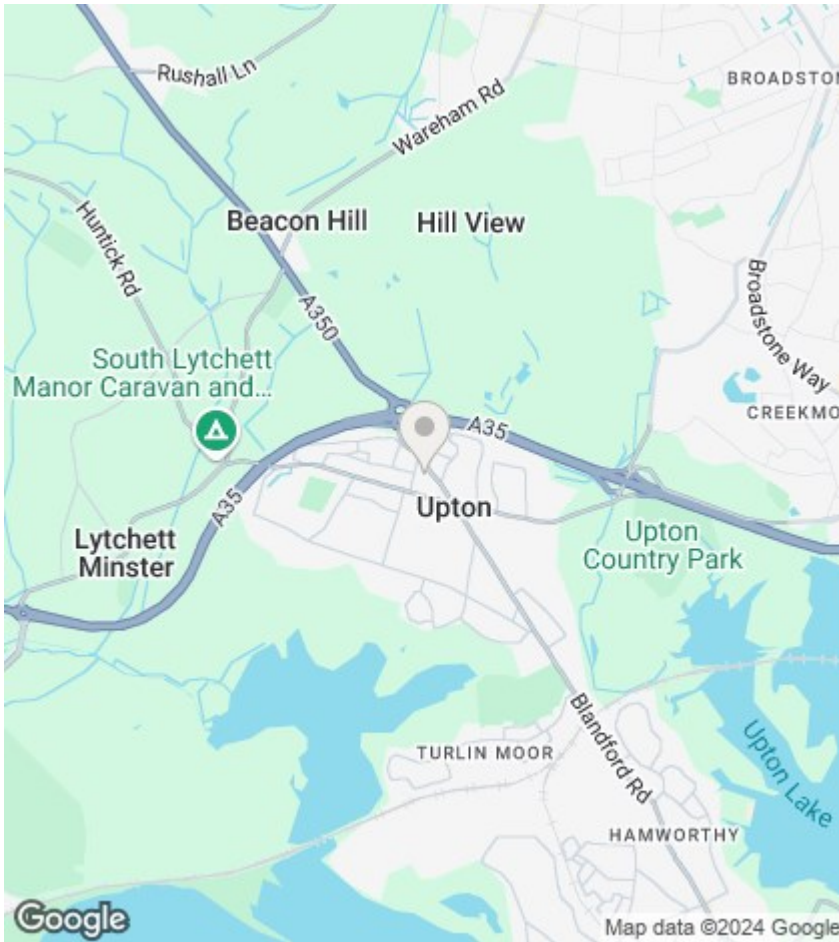 Rushall Ln
BROADSTON
Wareham Rd
Beacon Hill
Hill View
Huntick Rd
A350
Broadstone Way
South Lytchett
Manor Caravan and...
A35
CREEKMO
A35
Upton
Lytchett
Minster
Upton
Country Park
Blandford Rd
TURLIN MOOR
Upton Lake
HAMWORTHY
Google
Map data ©2024 Google